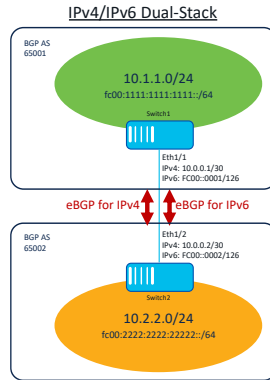 IPv4/IPv6 Dual-Stack
BGP AS
65001
10.1.1.0/24
fc00:1111:1111:1111::/64
Switch1
Eth1/1
IPv4: 10.0.0.1/30
IPv6: FC00::0001/126
eBGP for IPv4
eBGP for IPv6
BGP AS
65002
Eth1/2
IPv4: 10.0.0.2/30
IPv6: FC00::0002/126
Switch2
10.2.2.0/24
fc00:2222:2222:22222::/64